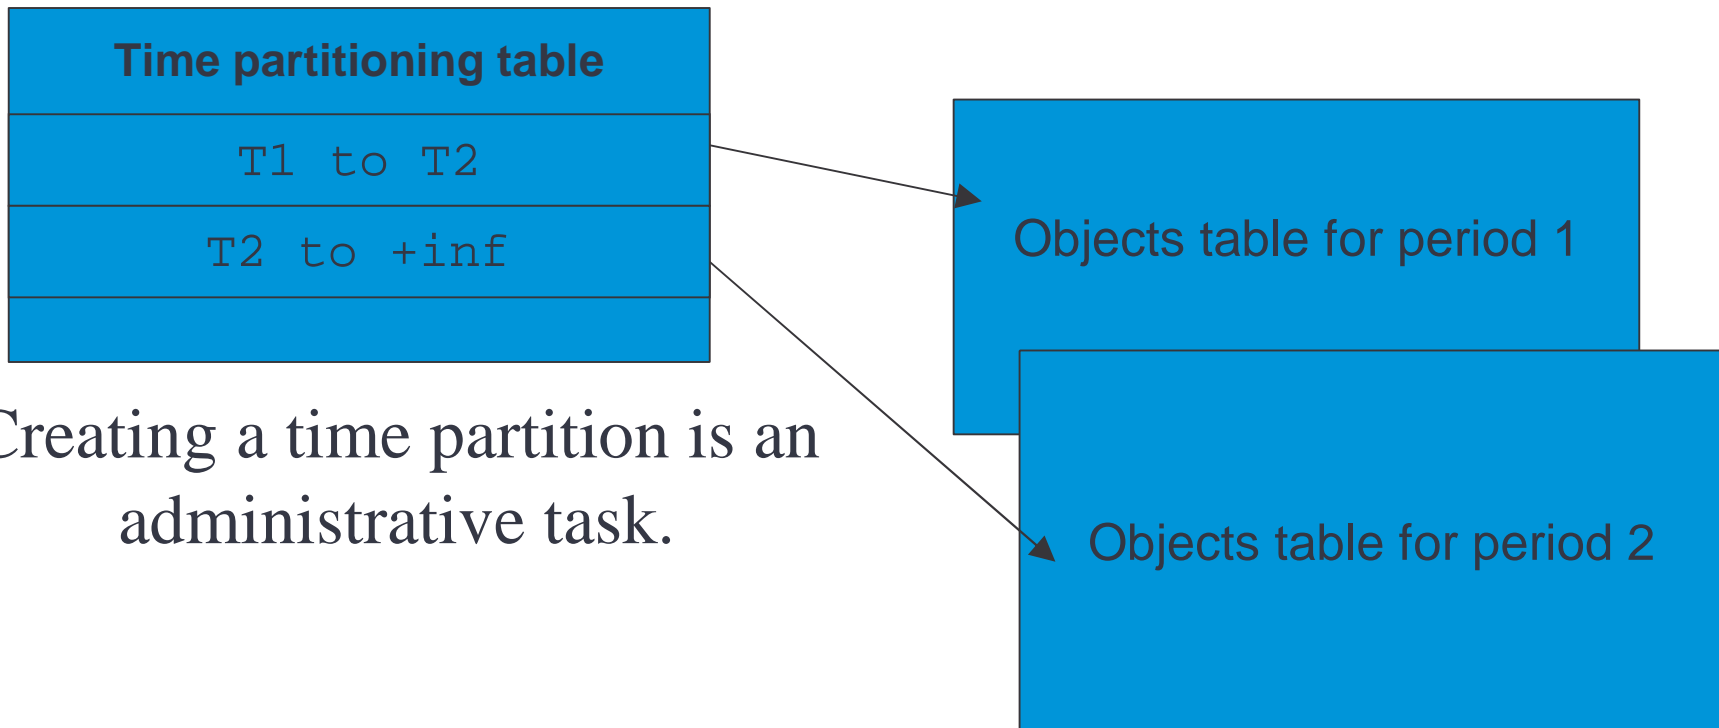 Time partitioning table
T1 to T2
T2 to +inf
Objects table for period 1
Creating a time partition is an
administrative task.
Objects table for period 2